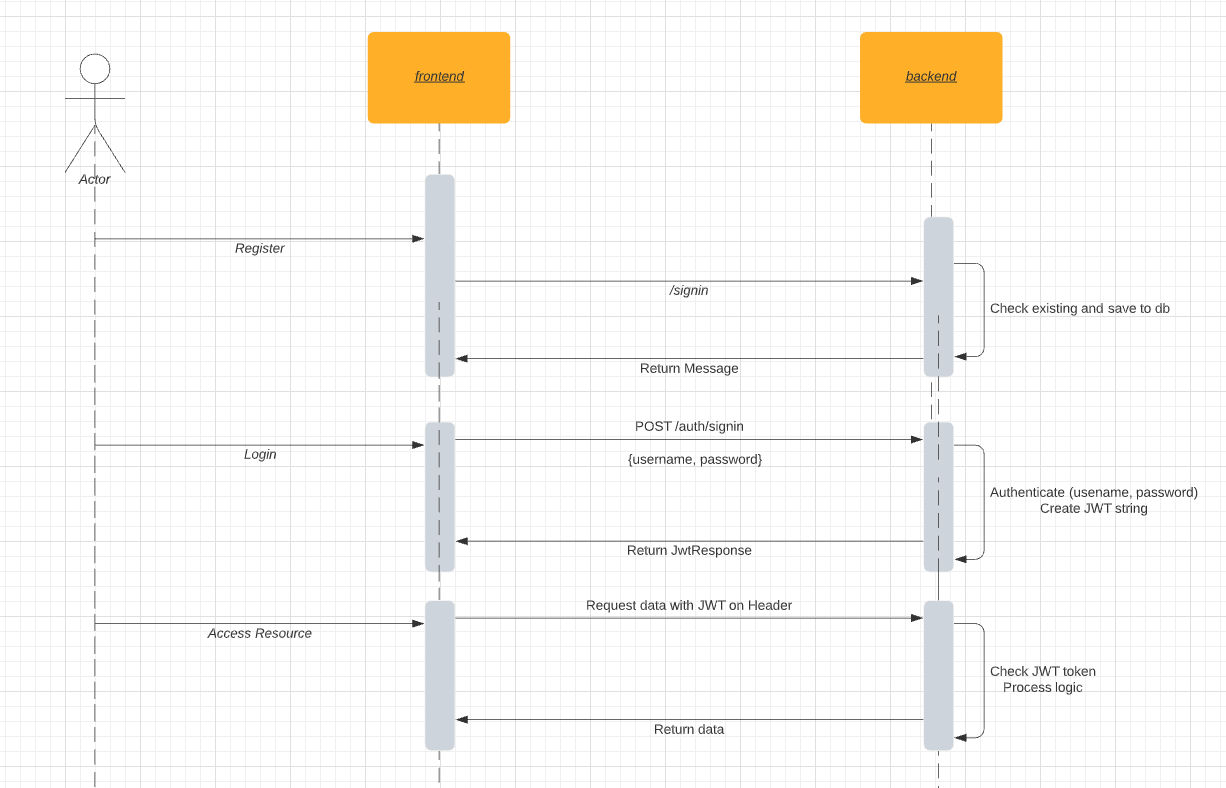 frontend
backend
Actor
Register
/signin
Check existing and save to db
Return Message
POST /auth/signin
Login
{username, password}
Authenticate (usename, password)
Create JWT string
Return JwtResponse
Request data with JWT on Header
Access Resource
Check JWT token
Process logic
Return data